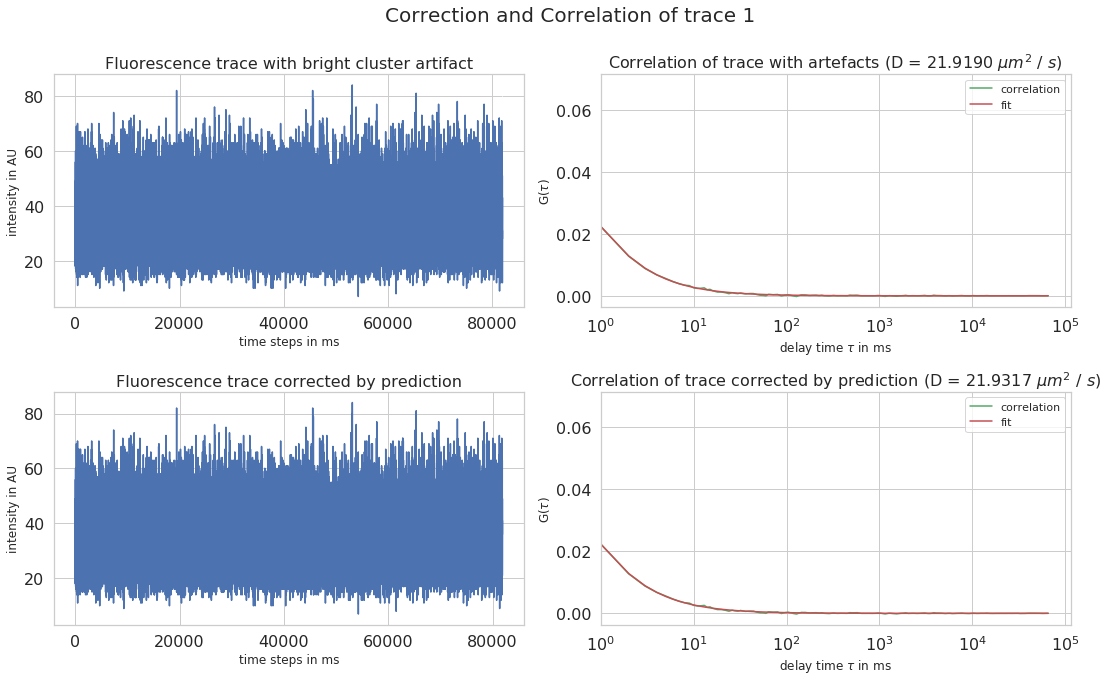 Correction and Correlation of trace 1
Fluorescence trace with bright cluster artifact
80
60
40
20
intensity in AU
0 20000 40000 60000 80000
time steps in ms
Correlation of trace with artefacts (D = 21.9190 μm² / s)
correlation
fit
0.06
0.04
0.02
0.00
G(τ)
10⁰ 10¹ 10² 10³ 10⁴ 10⁵
delay time τ in ms
Fluorescence trace corrected by prediction
80
60
40
20
intensity in AU
0 20000 40000 60000 80000
time steps in ms
Correlation of trace corrected by prediction (D = 21.9317 μm² / s)
correlation
fit
0.06
0.04
0.02
0.00
G(τ)
10⁰ 10¹ 10² 10³ 10⁴ 10⁵
delay time τ in ms